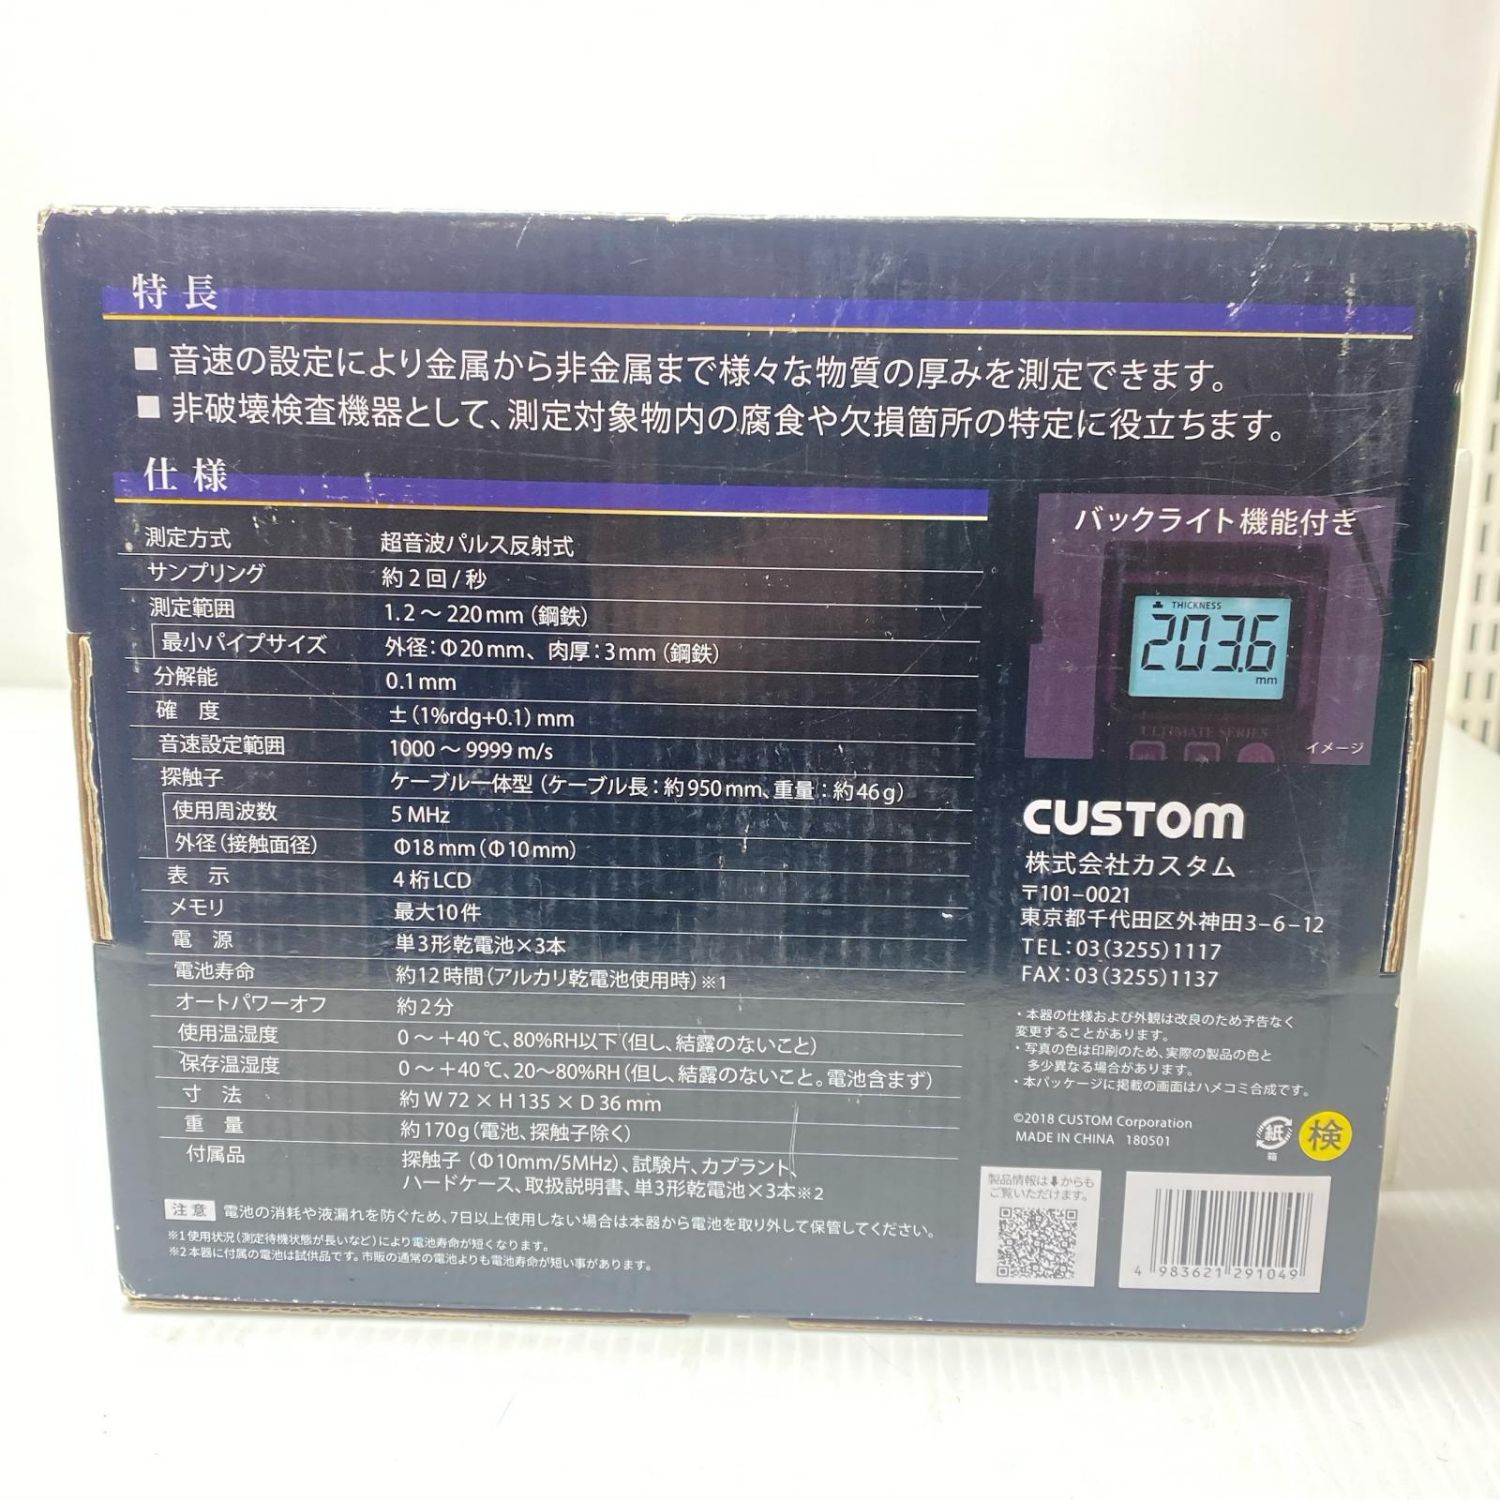 特長
■ 音速の設定により金属から非金属まで様々な物質の厚みを測定できます。
■ 非破壊検査機器として、測定対象物内の腐食や欠損箇所の特定に役立ちます。
仕様
測定方式 超音波パルス反射式
サンプリング 約2回/秒
測定範囲 1.2～220mm（鋼鉄）
最小パイプサイズ 外径：Φ20mm、肉厚：3mm（鋼鉄）
分解能 0.1mm
確度 ±（1%rdg+0.1）mm
音速設定範囲 1000～9999 m/s
探触子 ケーブル一体型（ケーブル長：約950mm、重量：約46g）
使用周波数 5 MHz
外径（接触面径） Φ18mm（Φ10mm）
表示 4桁LCD
メモリ 最大10件
電源 単3形乾電池×3本
電池寿命 約12時間（アルカリ乾電池使用時）※1
オートパワーオフ 約2分
使用温湿度 0～+40℃、80%RH以下（但し、結露のないこと）
保存温湿度 0～+40℃、20～80%RH（但し、結露のないこと。電池含まず）
寸法 約W 72 × H 135 × D 36 mm
重量 約170g（電池、探触子除く）
付属品 探触子（Φ10mm/5MHz）、試験片、カプラント、
ハードケース、取扱説明書、単3形乾電池×3本※2
注意 電池の消耗や液漏れを防ぐため、7日以上使用しない場合は本器から電池を取り外して保管してください。
※1使用状況（測定待機状態が長いなど）により電池寿命が短くなります。
※2本器に付属の電池は試供品です。市販の通常の電池よりも電池寿命が短い事があります。
バックライト機能付き
THICKNESS
203.6
mm
ULTIMATE SERIES
イメージ
CUSTOM
株式会社カスタム
〒101-0021
東京都千代田区外神田3-6-12
TEL：03(3255)1117
FAX：03(3255)1137
・本器の仕様および外観は改良のため予告なく
変更することがあります。
・写真の色は印刷のため、実際の製品の色と
多少異なる場合があります。
・本パッケージに掲載の画面はハメコミ合成です。
©2018 CUSTOM Corporation
MADE IN CHINA 180501
紙
箱
検
製品情報は⬇からも
ご覧いただけます。
4 983621 291049